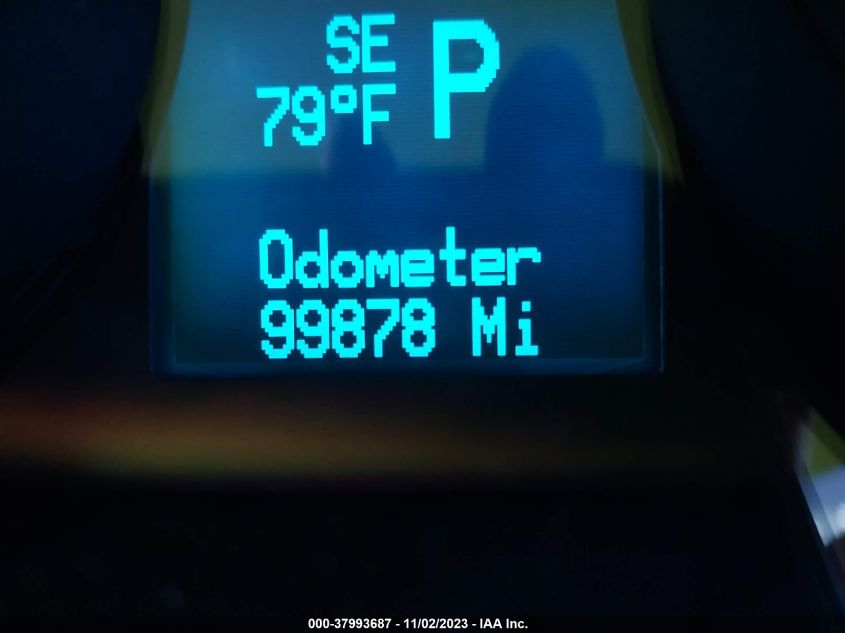 SE P
79°F
Odometer
99878 Mi
000-37993687 - 11/02/2023 - IAA Inc.